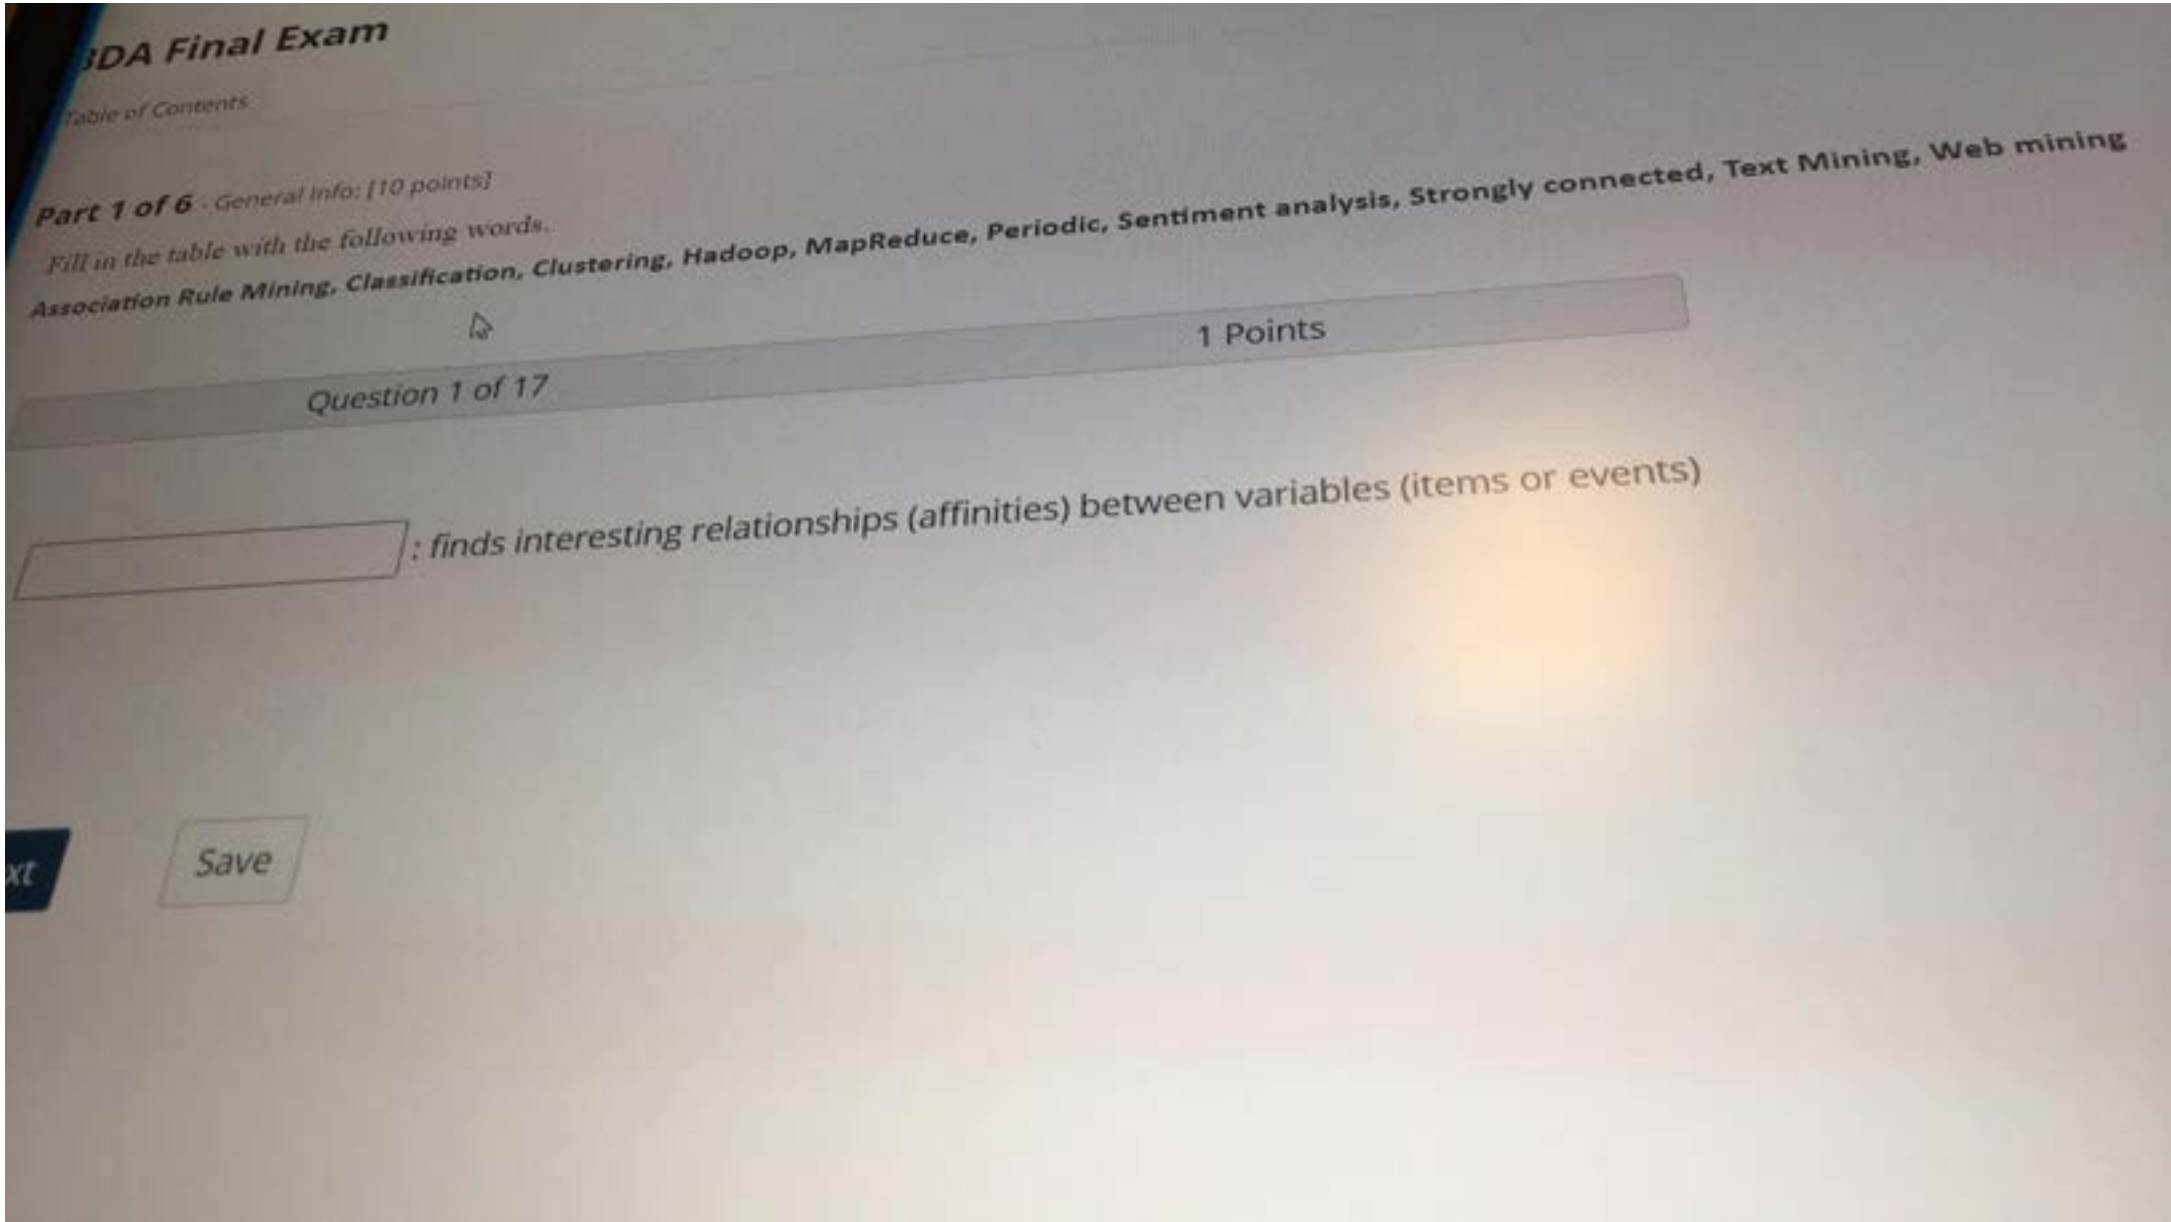 BDA Final Exam
Table of Contents
Part 1 of 6 - General Info: [10 points]
Fill in the table with the following words.
Association Rule Mining, Classification, Clustering, Hadoop, MapReduce, Periodic, Sentiment analysis, Strongly connected, Text Mining, Web mining
Question 1 of 17
1 Points
: finds interesting relationships (affinities) between variables (items or events)
xt
Save